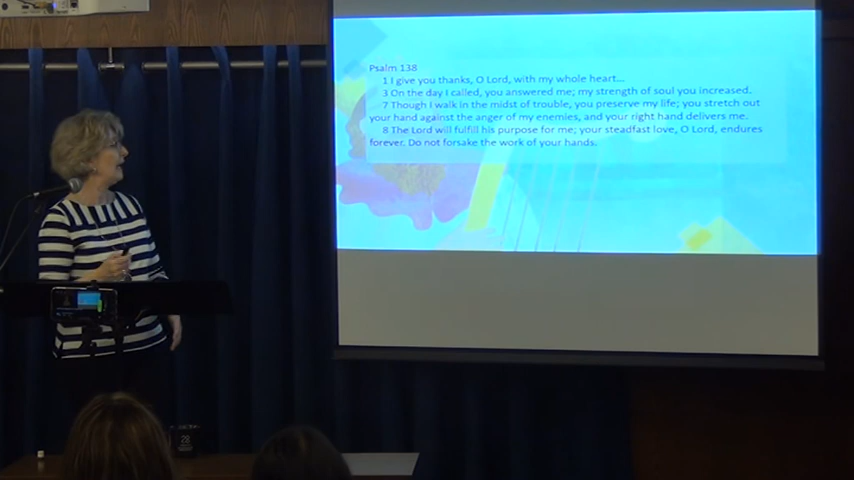 Psalm 138
1 I give you thanks, O Lord, with my whole heart...
3 On the day I called, you answered me; my strength of soul you increased.
7 Though I walk in the midst of trouble, you preserve my life; you stretch out
your hand against the anger of my enemies, and your right hand delivers me.
8 The Lord will fulfill his purpose for me; your steadfast love, O Lord, endures
forever. Do not forsake the work of your hands.
28